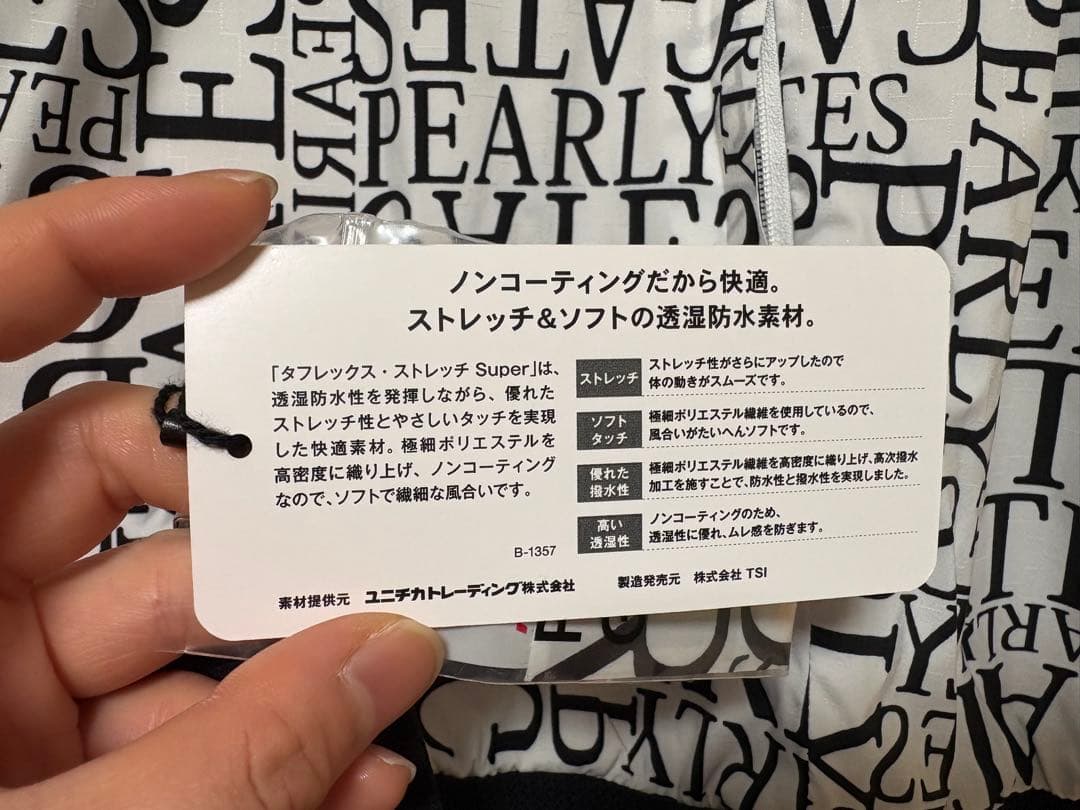 PEARLY
PEARLY
GATES
ノンコーティングだから快適。
ストレッチ&ソフトの透湿防水素材。
「タフレックス・ストレッチ Super」は、
透湿防水性を発揮しながら、優れた
ストレッチ性とやさしいタッチを実現
した快適素材。極細ポリエステルを
高密度に織り上げ、ノンコーティング
なので、ソフトで繊細な風合いです。
ストレッチ
ストレッチ性がさらにアップしたので
体の動きがスムーズです。
ソフト
タッチ
極細ポリエステル繊維を使用しているので、
風合いがたいへんソフトです。
優れた
撥水性
極細ポリエステル繊維を高密度に織り上げ、高次撥水
加工を施すことで、防水性と撥水性を実現しました。
高い
透湿性
ノンコーティングのため、
透湿性に優れ、ムレ感を防ぎます。
B-1357
素材提供元 ユニチカトレーディング株式会社
製造発売元 株式会社 TSI